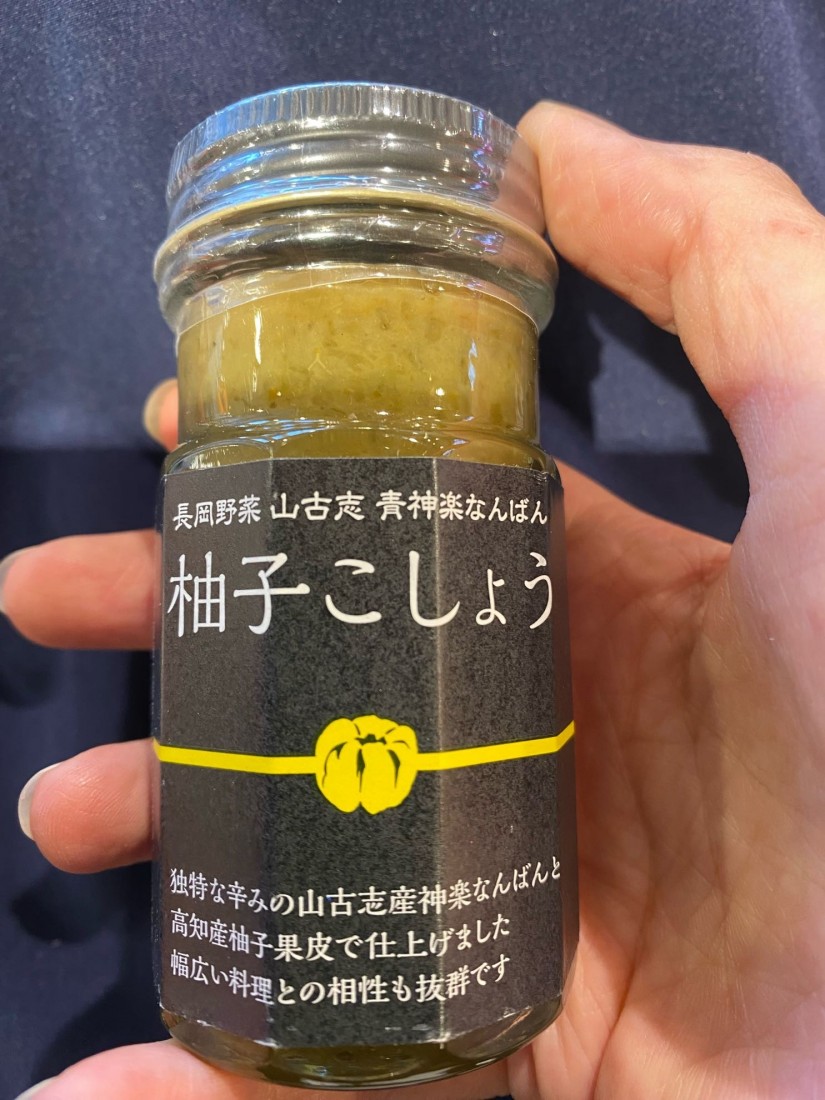 長岡野菜 山古志 青神楽なんばん
柚子こしょう
独特な辛みの山古志産神楽なんばんと
高知産柚子果皮で仕上げました
幅広い料理との相性も抜群です